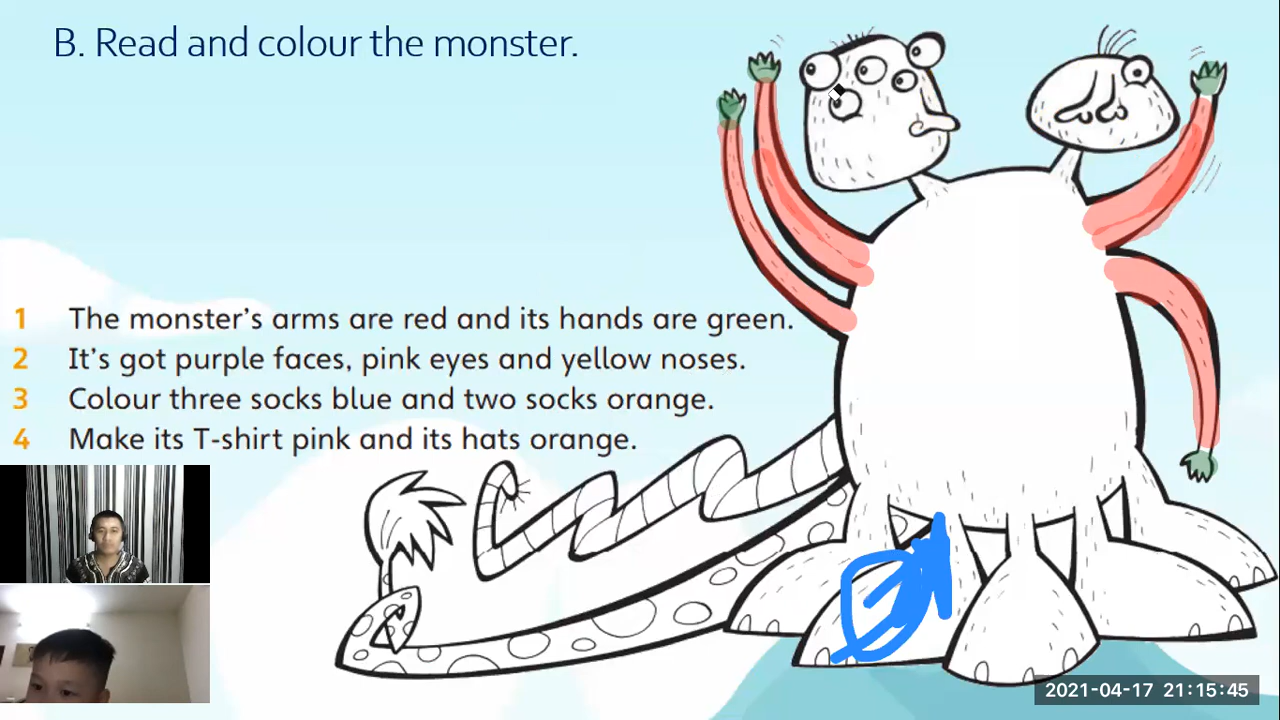 B. Read and colour the monster.
1 The monster's arms are red and its hands are green.
2 It's got purple faces, pink eyes and yellow noses.
3 Colour three socks blue and two socks orange.
4 Make its T-shirt pink and its hats orange.
2021-04-17 21:15:45